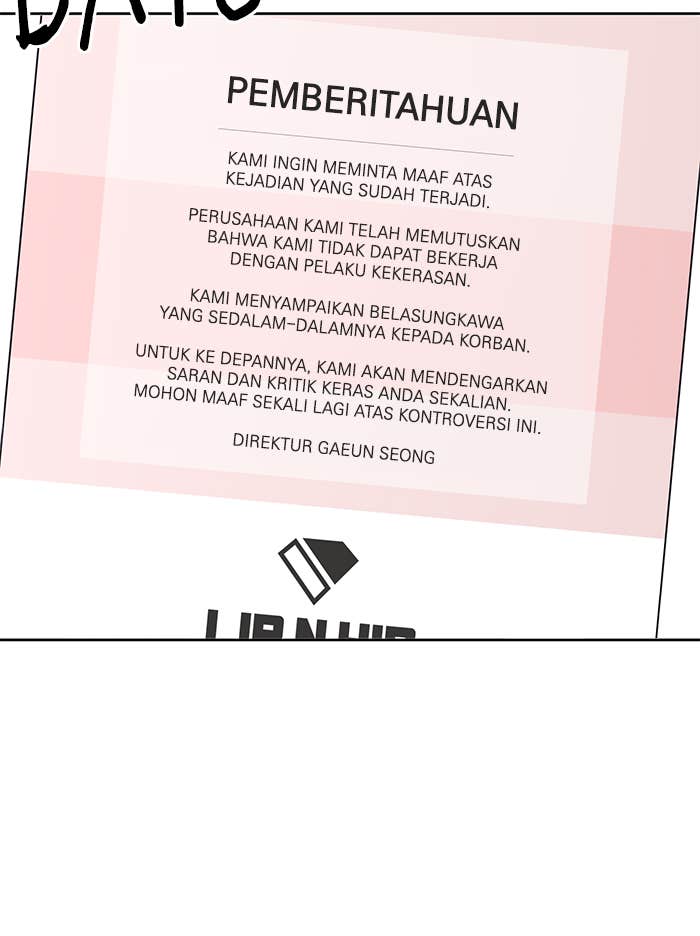 PEMBERITAHUAN
KAMI INGIN MEMINTA MAAF ATAS
KEJADIAN YANG SUDAH TERJADI.
PERUSAHAAN KAMI TELAH MEMUTUSKAN
BAHWA KAMI TIDAK DAPAT BEKERJA
DENGAN PELAKU KEKERASAN.
KAMI MENYAMPAIKAN BELASUNGKAWA
YANG SEDALAM-DALAMNYA KEPADA KORBAN.
UNTUK KE DEPANNYA, KAMI AKAN MENDENGARKAN
SARAN DAN KRITIK KERAS ANDA SEKALIAN.
MOHON MAAF SEKALI LAGI ATAS KONTROVERSI INI.
DIREKTUR GAEUN SEONG